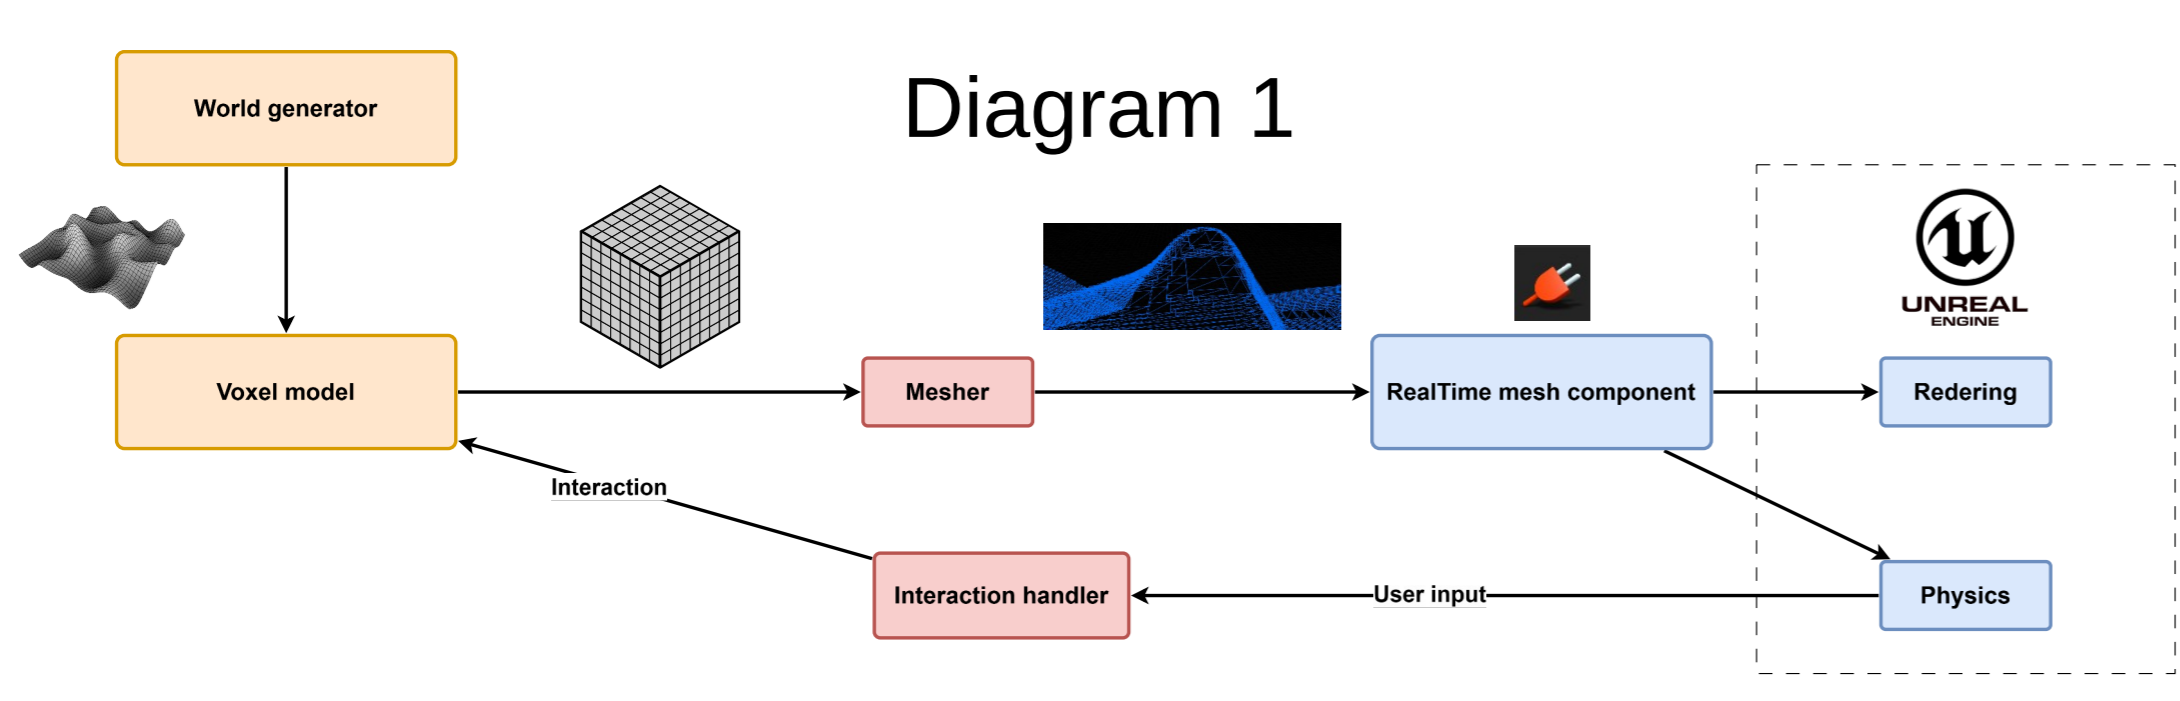 Diagram 1
World generator
UNREAL
ENGINE
Voxel model
Mesher
RealTime mesh component
Redering
Interaction
Interaction handler
User input
Physics